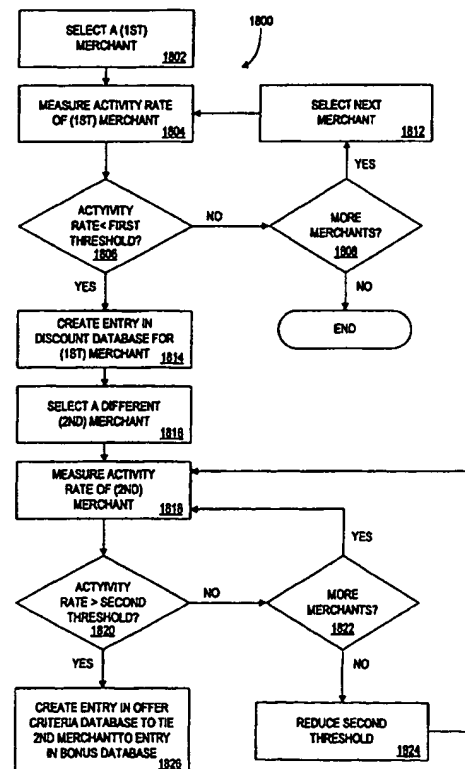 SELECT A (1ST)
MERCHANT
1802
1800
MEASURE ACTIVITY RATE
OF (1ST) MERCHANT
1804
SELECT NEXT
MERCHANT
1812
YES
ACTYIVITY
RATE< FIRST
THRESHOLD?
1806
NO
MORE
MERCHANTS?
1808
YES
NO
CREATE ENTRY IN
DISCOUNT DATABASE FOR
(1ST) MERCHANT
1814
END
SELECT A DIFFERENT
(2ND) MERCHANT
1816
MEASURE ACTIVITY
RATE OF (2ND)
MERCHANT
1818
YES
ACTYIVITY
RATE > SECOND
THRESHOLD?
1820
NO
MORE
MERCHANTS?
1822
YES
NO
CREATE ENTRY IN OFFER
CRITERIA DATABASE TO TIE
2ND MERCHANTTO ENTRY
IN BONUS DATABASE
1826
REDUCE SECOND
THRESHOLD
1824